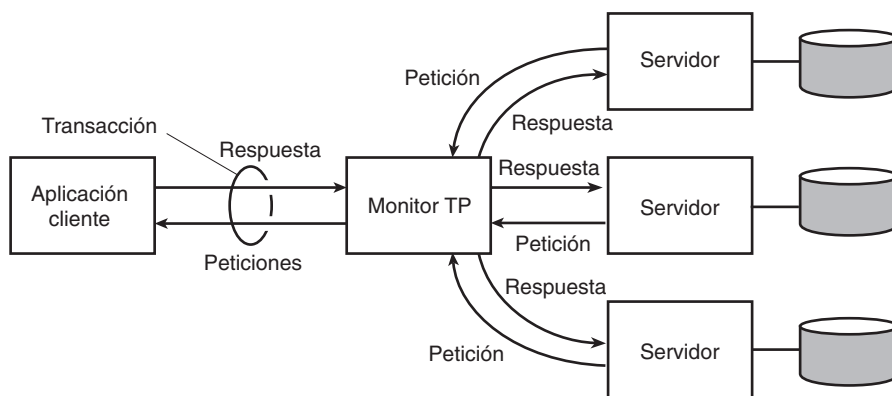 Servidor
Petición
Respuesta
Transacción
Respuesta
Aplicación
cliente
Peticiones
Monitor TP
Respuesta
Petición
Servidor
Respuesta
Petición
Servidor